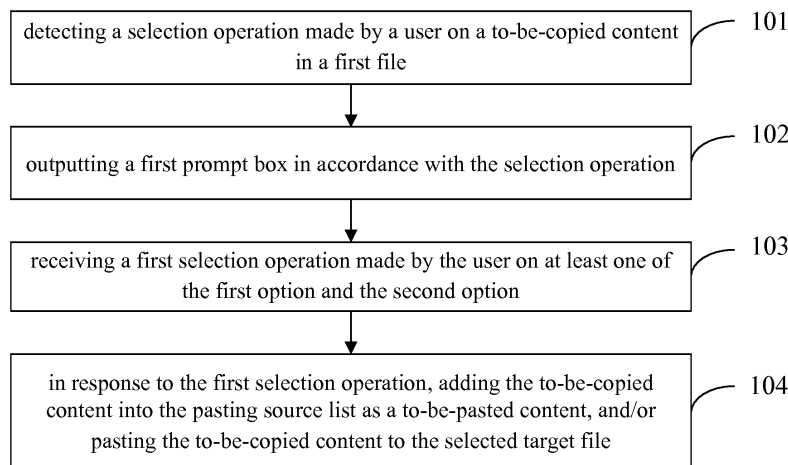 detecting a selection operation made by a user on a to-be-copied content
in a first file
101
outputting a first prompt box in accordance with the selection operation
102
receiving a first selection operation made by the user on at least one of
the first option and the second option
103
in response to the first selection operation, adding the to-be-copied
content into the pasting source list as a to-be-pasted content, and/or
pasting the to-be-copied content to the selected target file
104